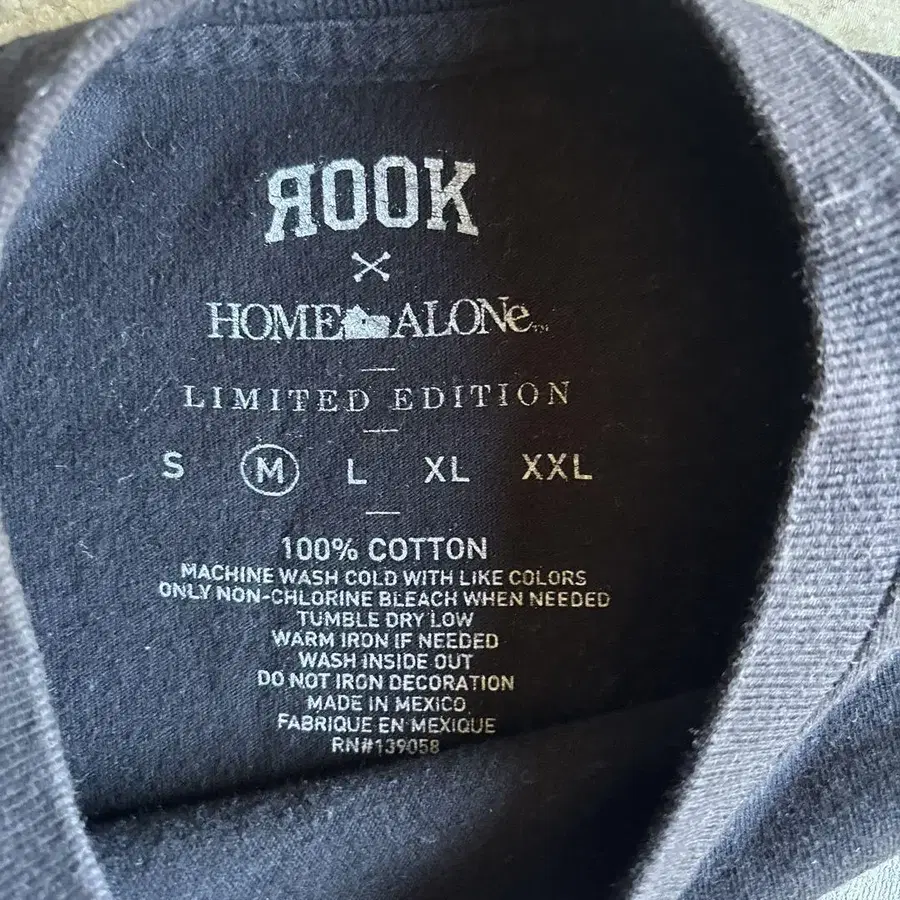 ROOK
HOME ALONe™
LIMITED EDITION
S M L XL XXL
100% COTTON
MACHINE WASH COLD WITH LIKE COLORS
ONLY NON-CHLORINE BLEACH WHEN NEEDED
TUMBLE DRY LOW
WARM IRON IF NEEDED
WASH INSIDE OUT
DO NOT IRON DECORATION
MADE IN MEXICO
FABRIQUE EN MEXIQUE
RN#139058